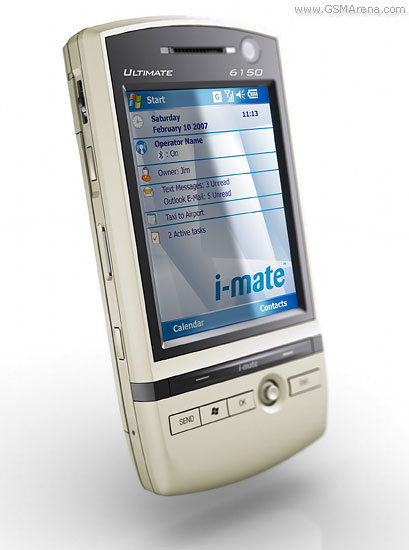 www.GSMArena.com
ULTIMATE 6150
Start G
Saturday 11:13
February 10 2007
Operator Name
: On
Owner: Jim
Text Messages: 3 Unread
Outlook E-Mail: 5 Unread
Taxi to Airport
2 Active tasks
i-mate™
Calendar Contacts
i-mate
SEND OK END